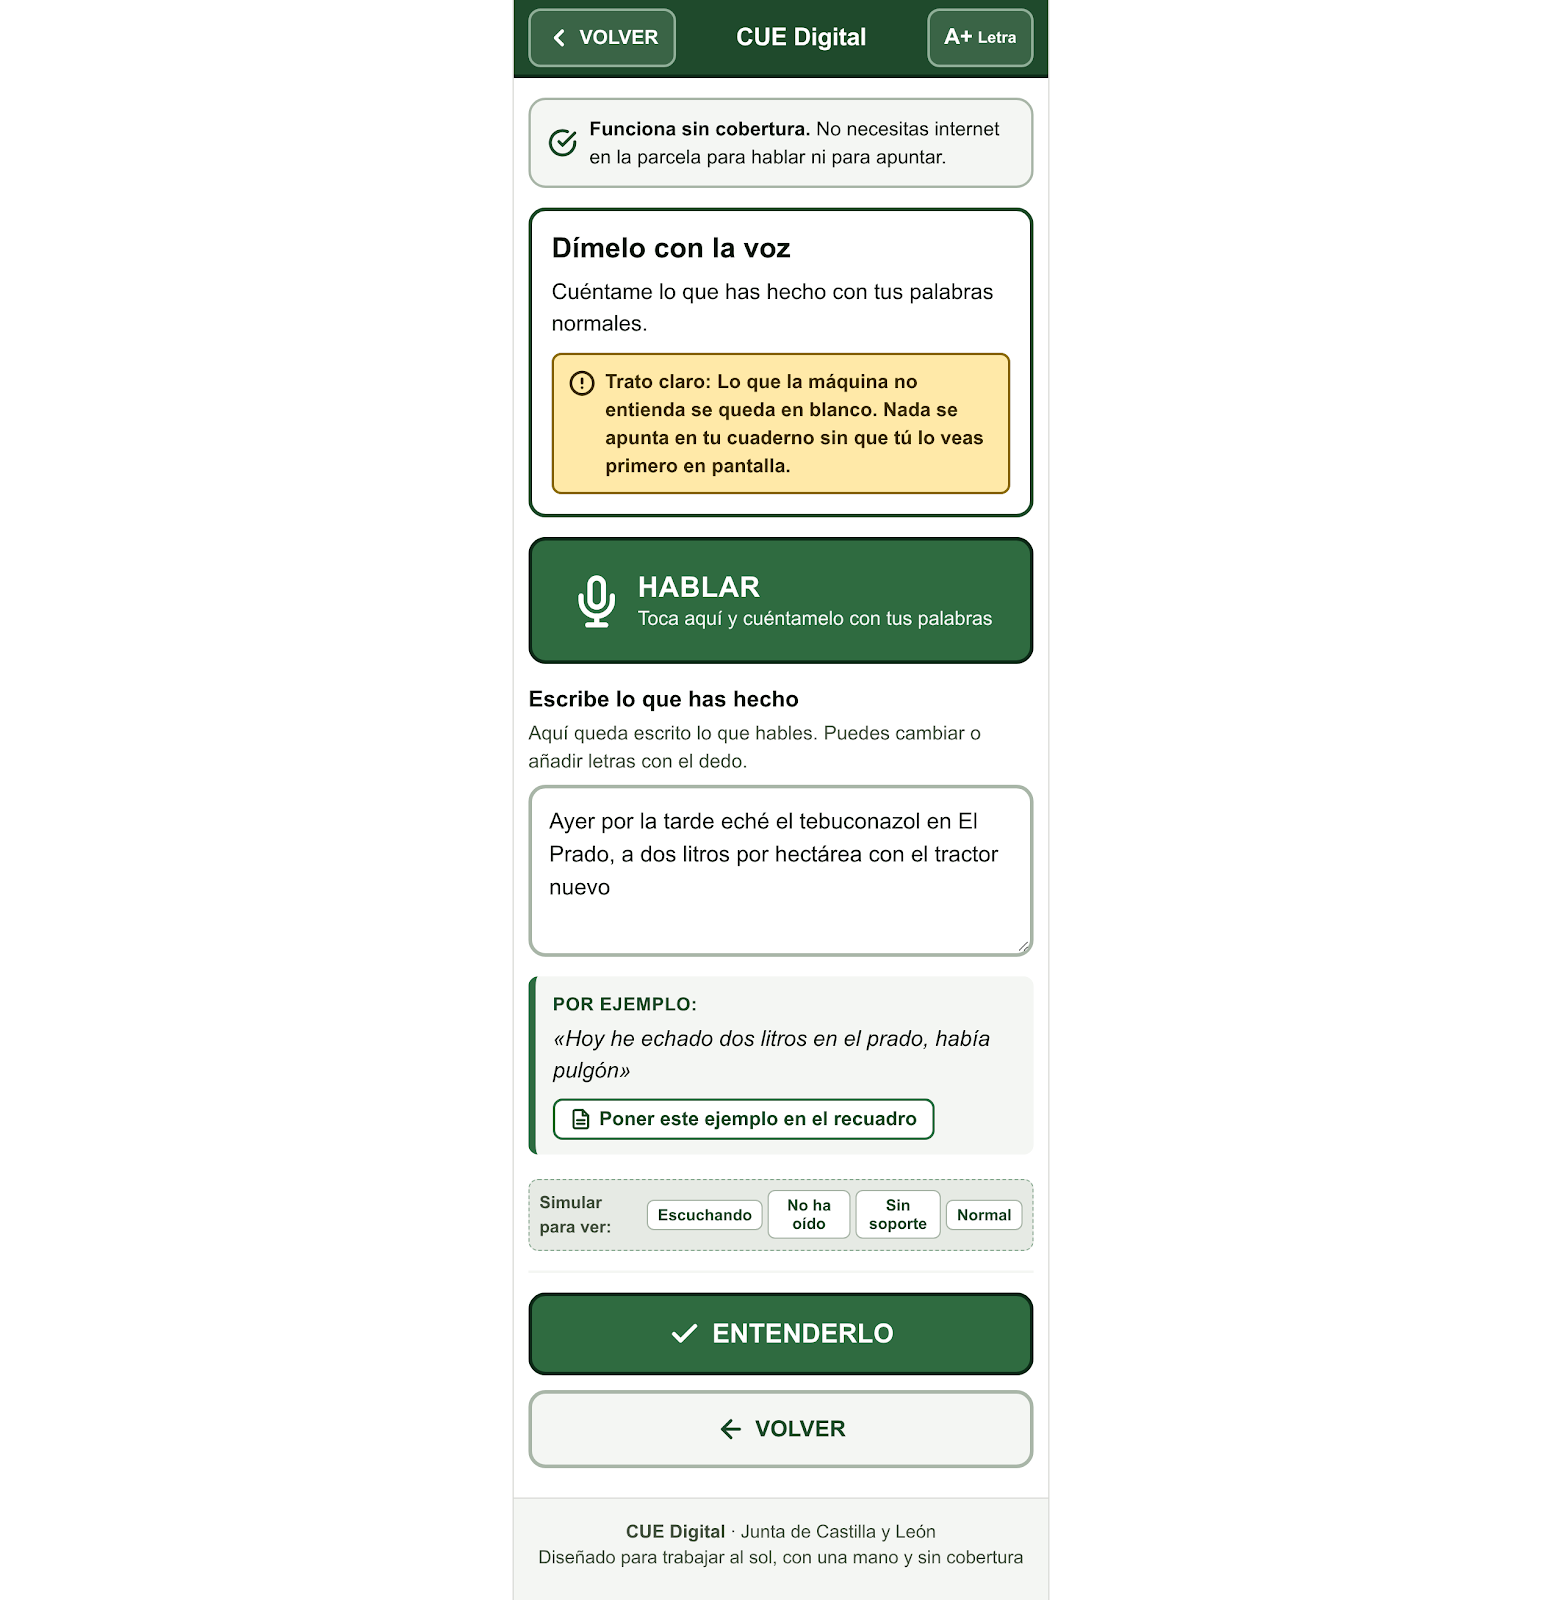 VOLVER
CUE Digital
A+ Letra
Funciona sin cobertura. No necesitas internet
en la parcela para hablar ni para apuntar.
Dímelo con la voz
Cuéntame lo que has hecho con tus palabras
normales.
Trato claro: Lo que la máquina no
entienda se queda en blanco. Nada se
apunta en tu cuaderno sin que tú lo veas
primero en pantalla.
HABLAR
Toca aquí y cuéntamelo con tus palabras
Escribe lo que has hecho
Aquí queda escrito lo que hables. Puedes cambiar o
añadir letras con el dedo.
Ayer por la tarde eché el tebuconazol en El
Prado, a dos litros por hectárea con el tractor
nuevo
POR EJEMPLO:
«Hoy he echado dos litros en el prado, había
pulgón»
Poner este ejemplo en el recuadro
Simular
para ver:
Escuchando
No ha
oído
Sin
soporte
Normal
ENTENDERLO
VOLVER
CUE Digital · Junta de Castilla y León
Diseñado para trabajar al sol, con una mano y sin cobertura